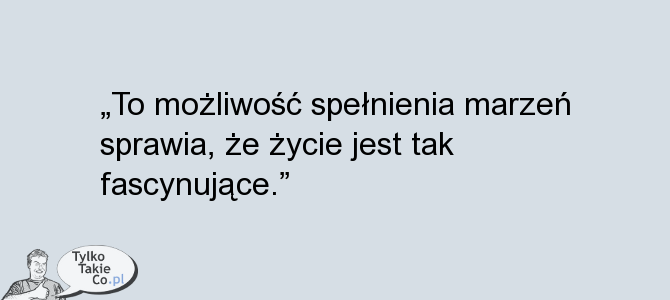 „To możliwość spełnienia marzeń
sprawia, że życie jest tak
fascynujące.”
Tylko
Takie
Co.pl